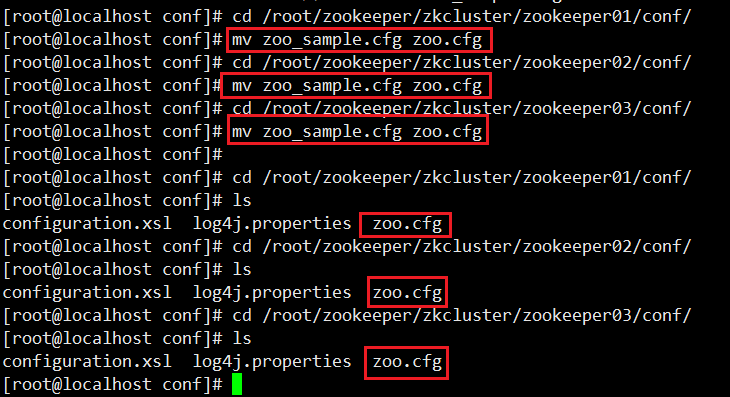 [root@localhost conf]# cd /root/zookeeper/zkcluster/zookeeper01/conf/
[root@localhost conf]# mv zoo_sample.cfg zoo.cfg
[root@localhost conf]# cd /root/zookeeper/zkcluster/zookeeper02/conf/
[root@localhost conf]# mv zoo_sample.cfg zoo.cfg
[root@localhost conf]# cd /root/zookeeper/zkcluster/zookeeper03/conf/
[root@localhost conf]# mv zoo_sample.cfg zoo.cfg
[root@localhost conf]#
[root@localhost conf]# cd /root/zookeeper/zkcluster/zookeeper01/conf/
[root@localhost conf]# ls
configuration.xsl  log4j.properties  zoo.cfg
[root@localhost conf]# cd /root/zookeeper/zkcluster/zookeeper02/conf/
[root@localhost conf]# ls
configuration.xsl  log4j.properties  zoo.cfg
[root@localhost conf]# cd /root/zookeeper/zkcluster/zookeeper03/conf/
[root@localhost conf]# ls
configuration.xsl  log4j.properties  zoo.cfg
[root@localhost conf]#